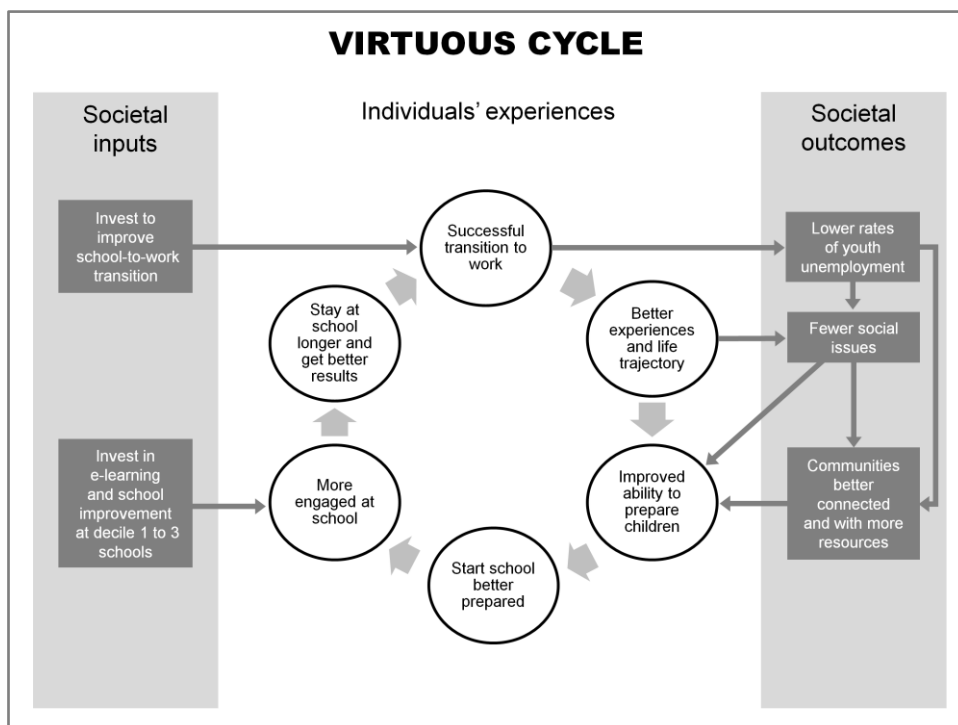 VIRTUOUS CYCLE
Societal
inputs
Individuals’ experiences
Societal
outcomes
Invest to
improve
school-to-work
transition
Successful
transition to
work
Lower rates
of youth
unemployment
Stay at
school
longer and
get better
results
Better
experiences
and life
trajectory
Fewer social
issues
Invest in
e-learning
and school
improvement
at decile 1 to 3
schools
More
engaged at
school
Improved
ability to
prepare
children
Communities
better
connected
and with more
resources
Start school
better
prepared